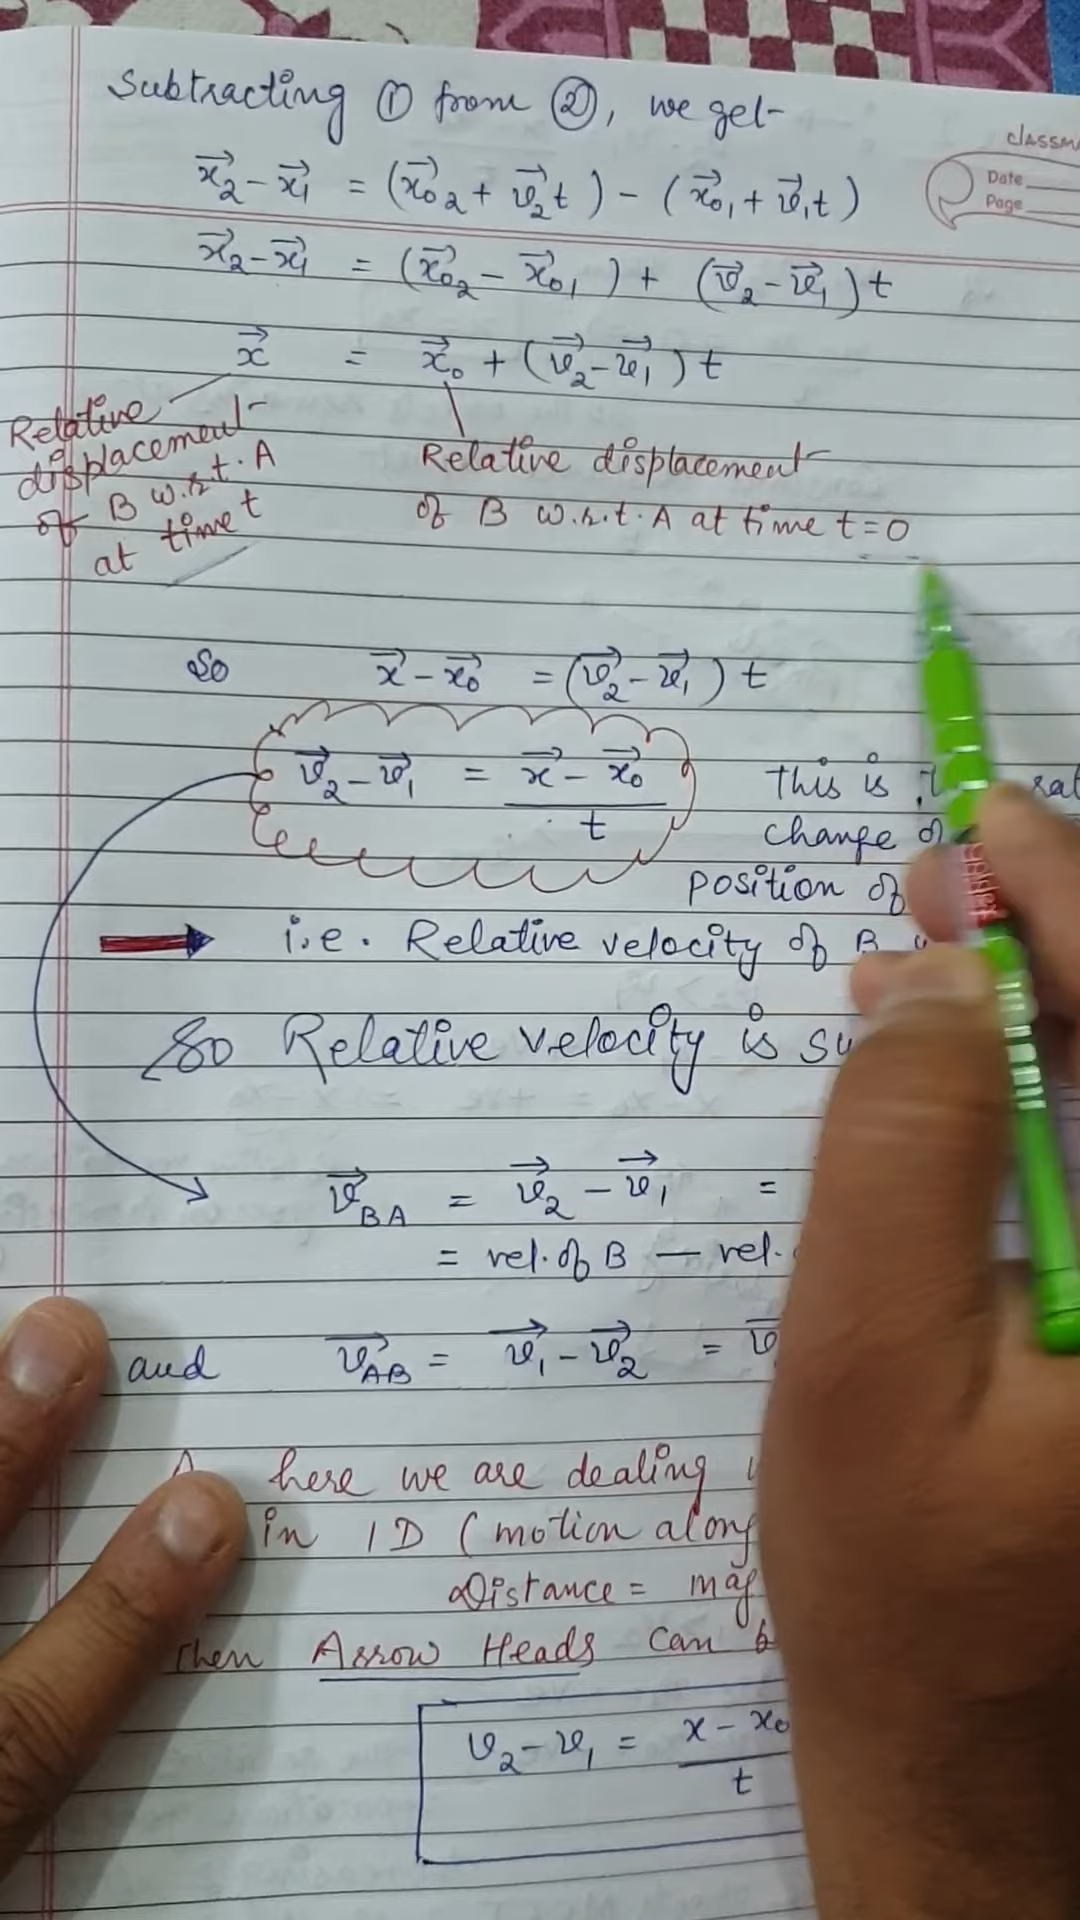 Subtracting ① from ②, we get
classm
Date
Page
x⃗₂ - x⃗₁ = (x⃗₀₂ + v⃗₂t) - (x⃗₀₁ + v⃗₁t)
x⃗₂ - x⃗₁ = (x⃗₀₂ - x⃗₀₁) + (v⃗₂ - v⃗₁)t
x⃗ = x⃗₀ + (v⃗₂ - v⃗₁)t
Relative
displacement
of B w.r.t. A
at time t
Relative displacement
of B w.r.t. A at time t=0
So x⃗ - x⃗₀ = (v⃗₂ - v⃗₁)t
v⃗₂ - v⃗₁ = (x⃗ - x⃗₀)/t
This is
change of
position of
i.e. Relative velocity of B
So Relative velocity is
v⃗_BA = v⃗₂ - v⃗₁ =
= vel. of B — vel.
and v⃗_AB = v⃗₁ - v⃗₂ = v⃗
here we are dealing
in 1D (motion along
Distance = mag
Then Arrow Heads can
v₂ - v₁ = (x - x₀)/t